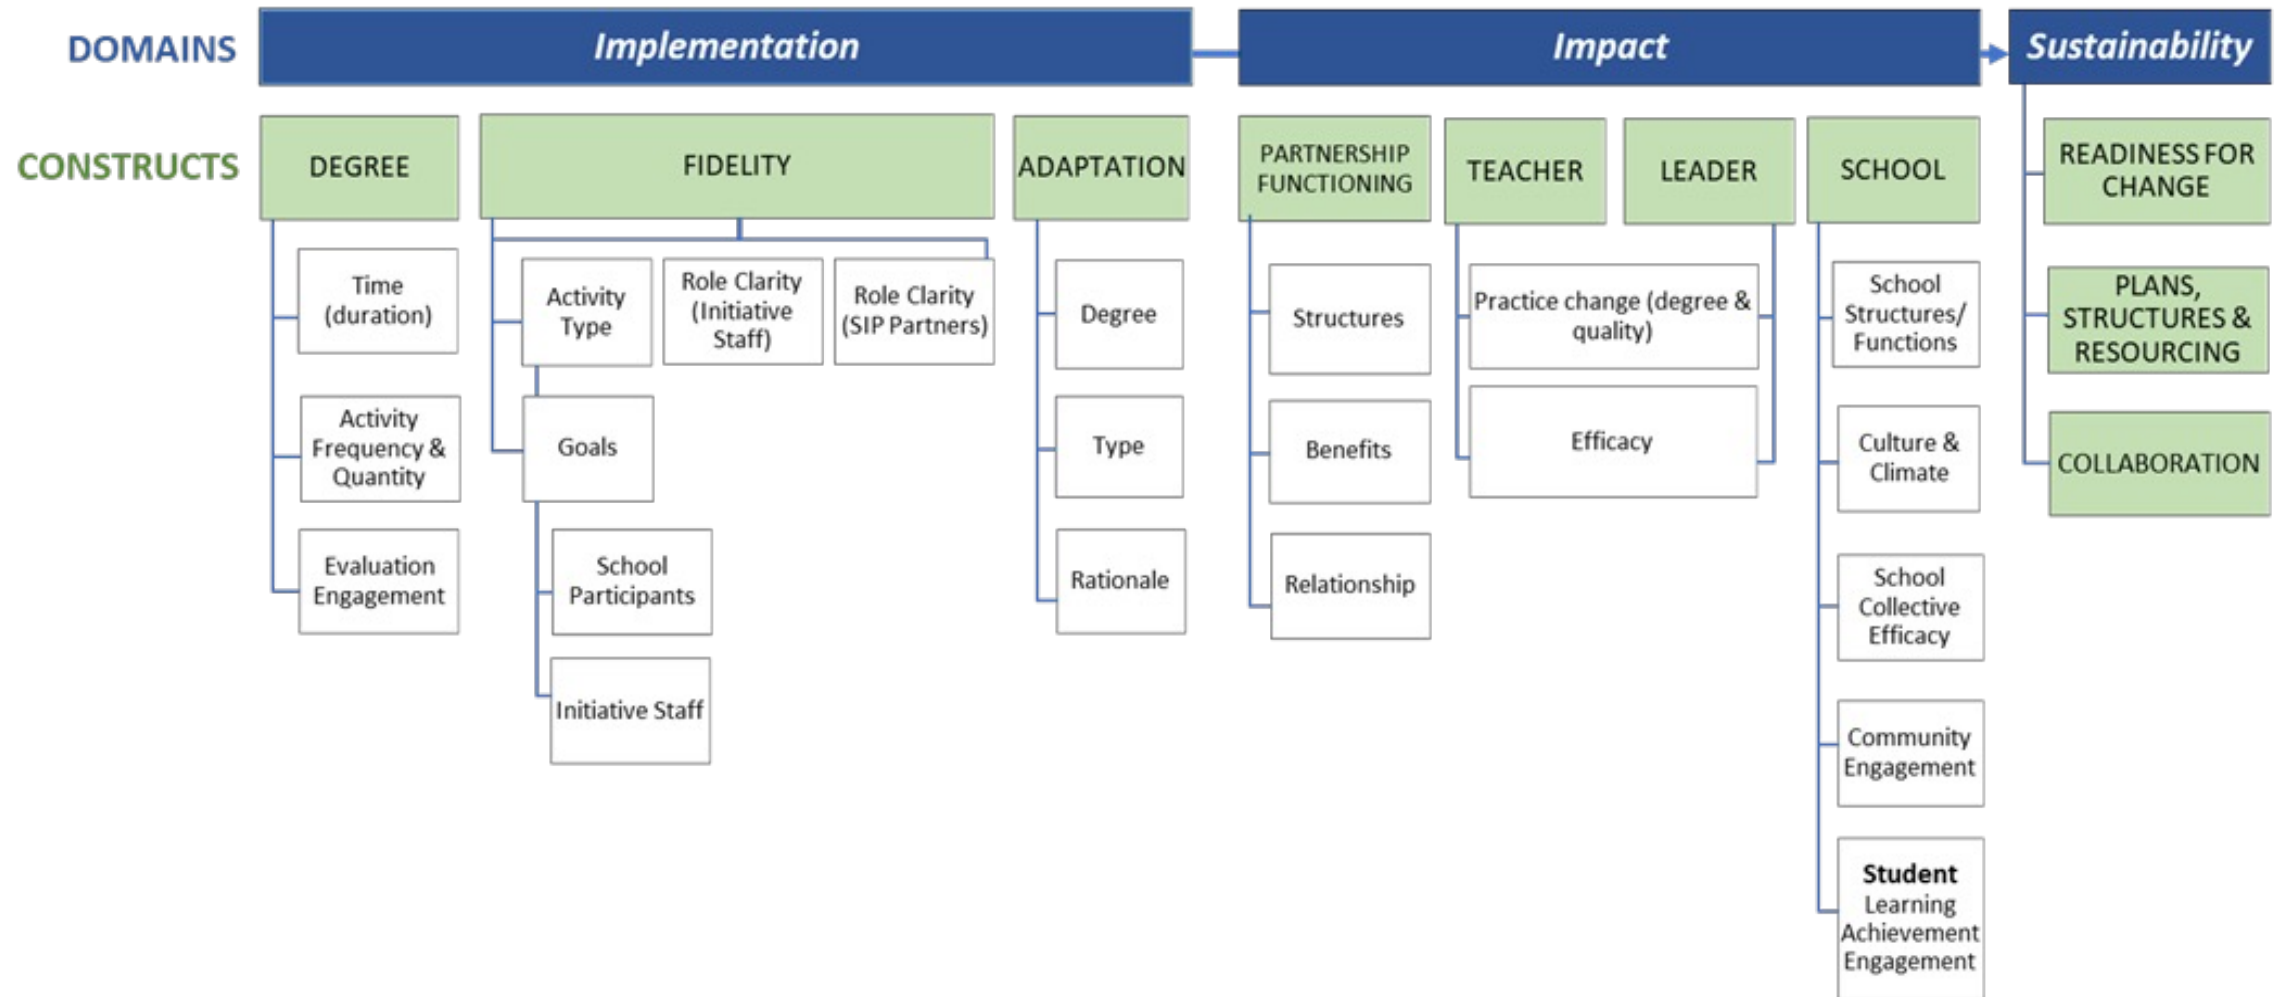 DOMAINS
Implementation
Impact
Sustainability
CONSTRUCTS
DEGREE
FIDELITY
ADAPTATION
PARTNERSHIP
FUNCTIONING
TEACHER
LEADER
SCHOOL
READINESS FOR
CHANGE
Time
(duration)
Activity
Frequency &
Quantity
Evaluation
Engagement
Activity
Type
Role Clarity
(Initiative
Staff)
Role Clarity
(SIP Partners)
Goals
School
Participants
Initiative Staff
Degree
Type
Rationale
Structures
Benefits
Relationship
Practice change (degree &
quality)
Efficacy
School
Structures/
Functions
Culture &
Climate
School
Collective
Efficacy
Community
Engagement
Student
Learning
Achievement
Engagement
PLANS,
STRUCTURES &
RESOURCING
COLLABORATION